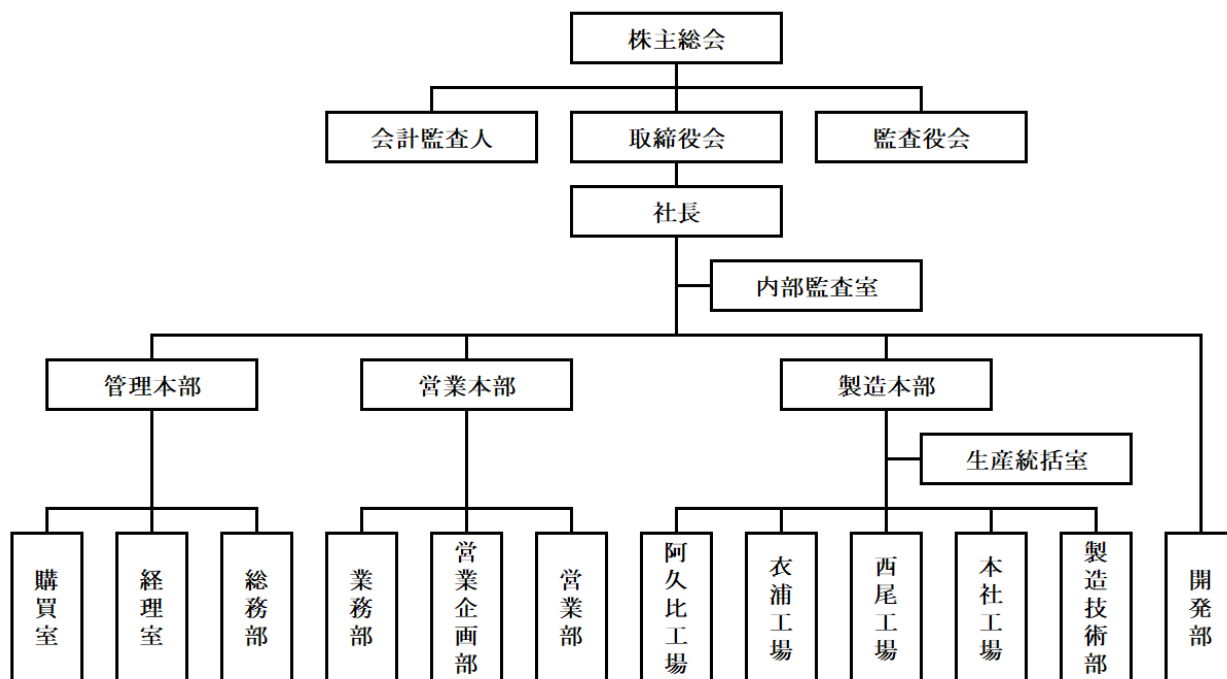 株主総会
会計監査人
取締役会
監査役会
社長
内部監査室
管理本部
営業本部
製造本部
生産統括室
購買室
経理室
総務部
業務部
営業企画部
営業部
阿久比工場
衣浦工場
西尾工場
本社工場
製造技術部
開発部